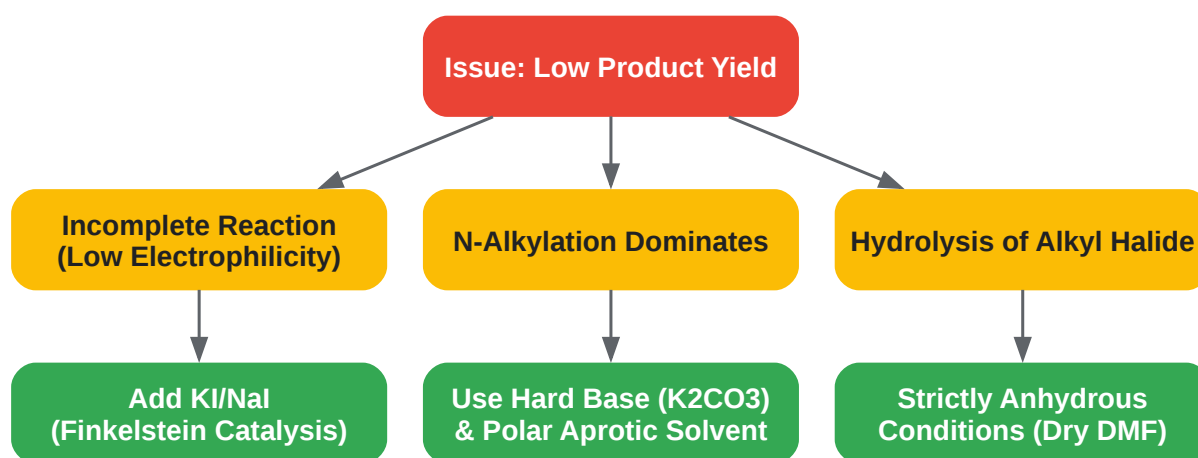 Issue: Low Product Yield
Incomplete Reaction
(Low Electrophilicity)
N-Alkylation Dominates
Hydrolysis of Alkyl Halide
Add KI/NaI
(Finkelstein Catalysis)
Use Hard Base (K2CO3)
& Polar Aprotic Solvent
Strictly Anhydrous
Conditions (Dry DMF)